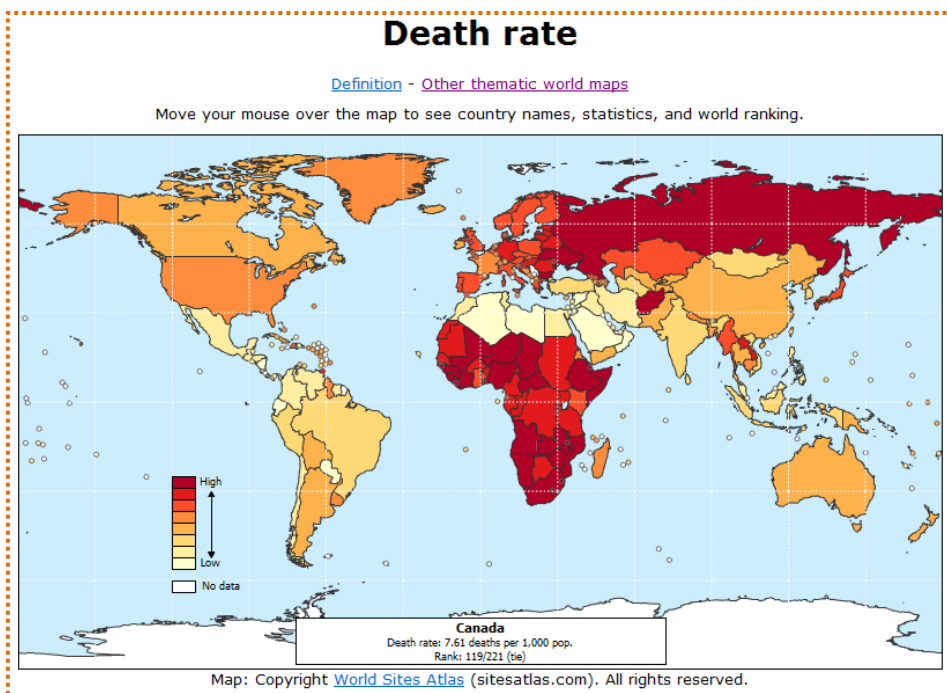 Death rate
Definition - Other thematic world maps
Move your mouse over the map to see country names, statistics, and world ranking.
High
Low
No data
Canada
Death rate: 7.61 deaths per 1,000 pop.
Rank: 119/221 (tie)
Map: Copyright World Sites Atlas (sitesatlas.com). All rights reserved.